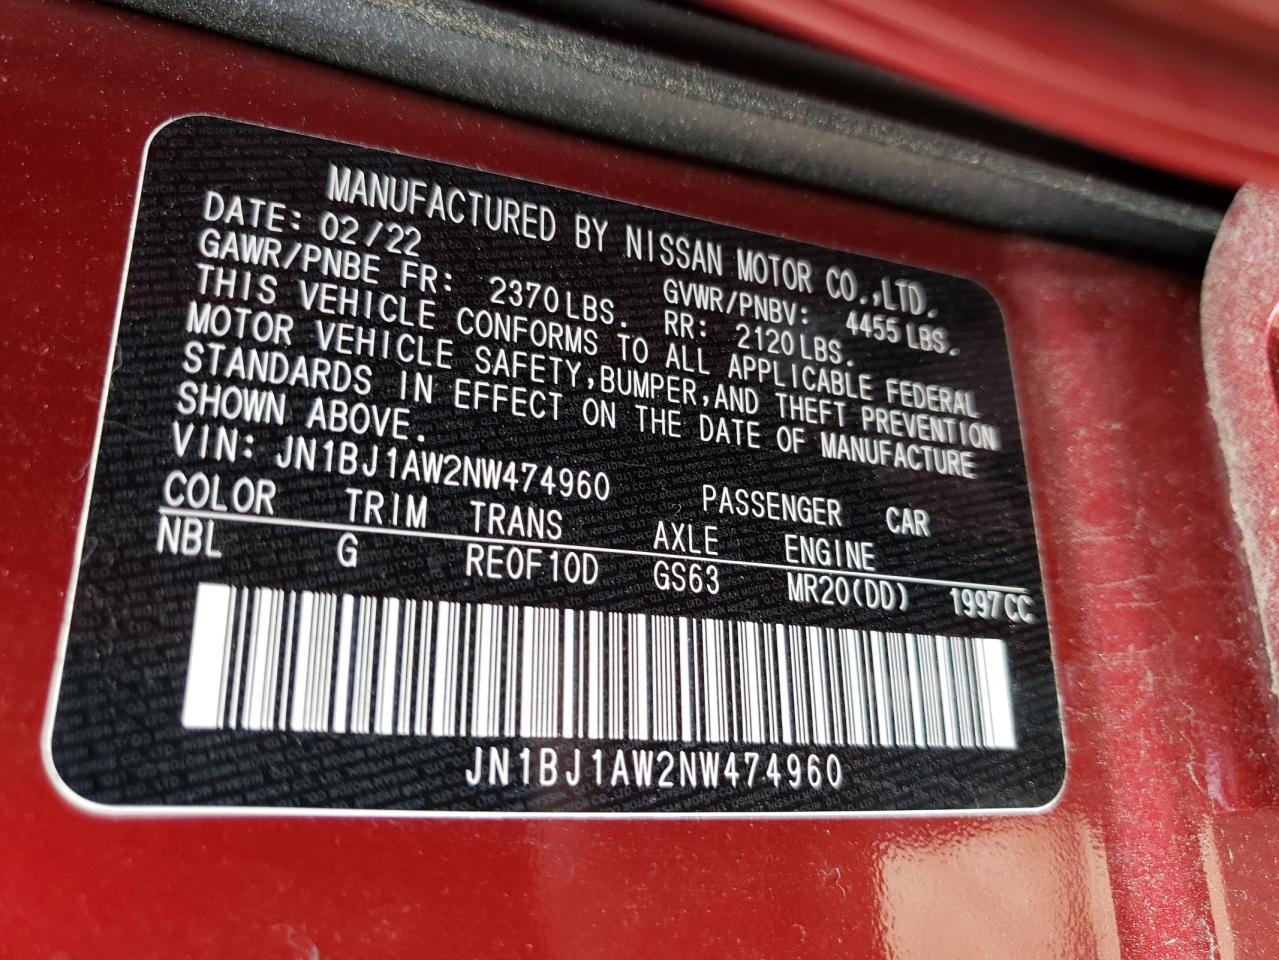 MANUFACTURED BY NISSAN MOTOR CO.,LTD.
DATE: 02/22 GVWR/PNBV: 4455 LBS.
GAWR/PNBE FR: 2370 LBS. RR: 2120 LBS.
THIS VEHICLE CONFORMS TO ALL APPLICABLE FEDERAL
MOTOR VEHICLE SAFETY,BUMPER,AND THEFT PREVENTION
STANDARDS IN EFFECT ON THE DATE OF MANUFACTURE
SHOWN ABOVE.
VIN: JN1BJ1AW2NW474960 PASSENGER CAR
COLOR TRIM TRANS AXLE ENGINE
NBL G RE0F10D GS63 MR20(DD) 1997 CC
JN1BJ1AW2NW474960